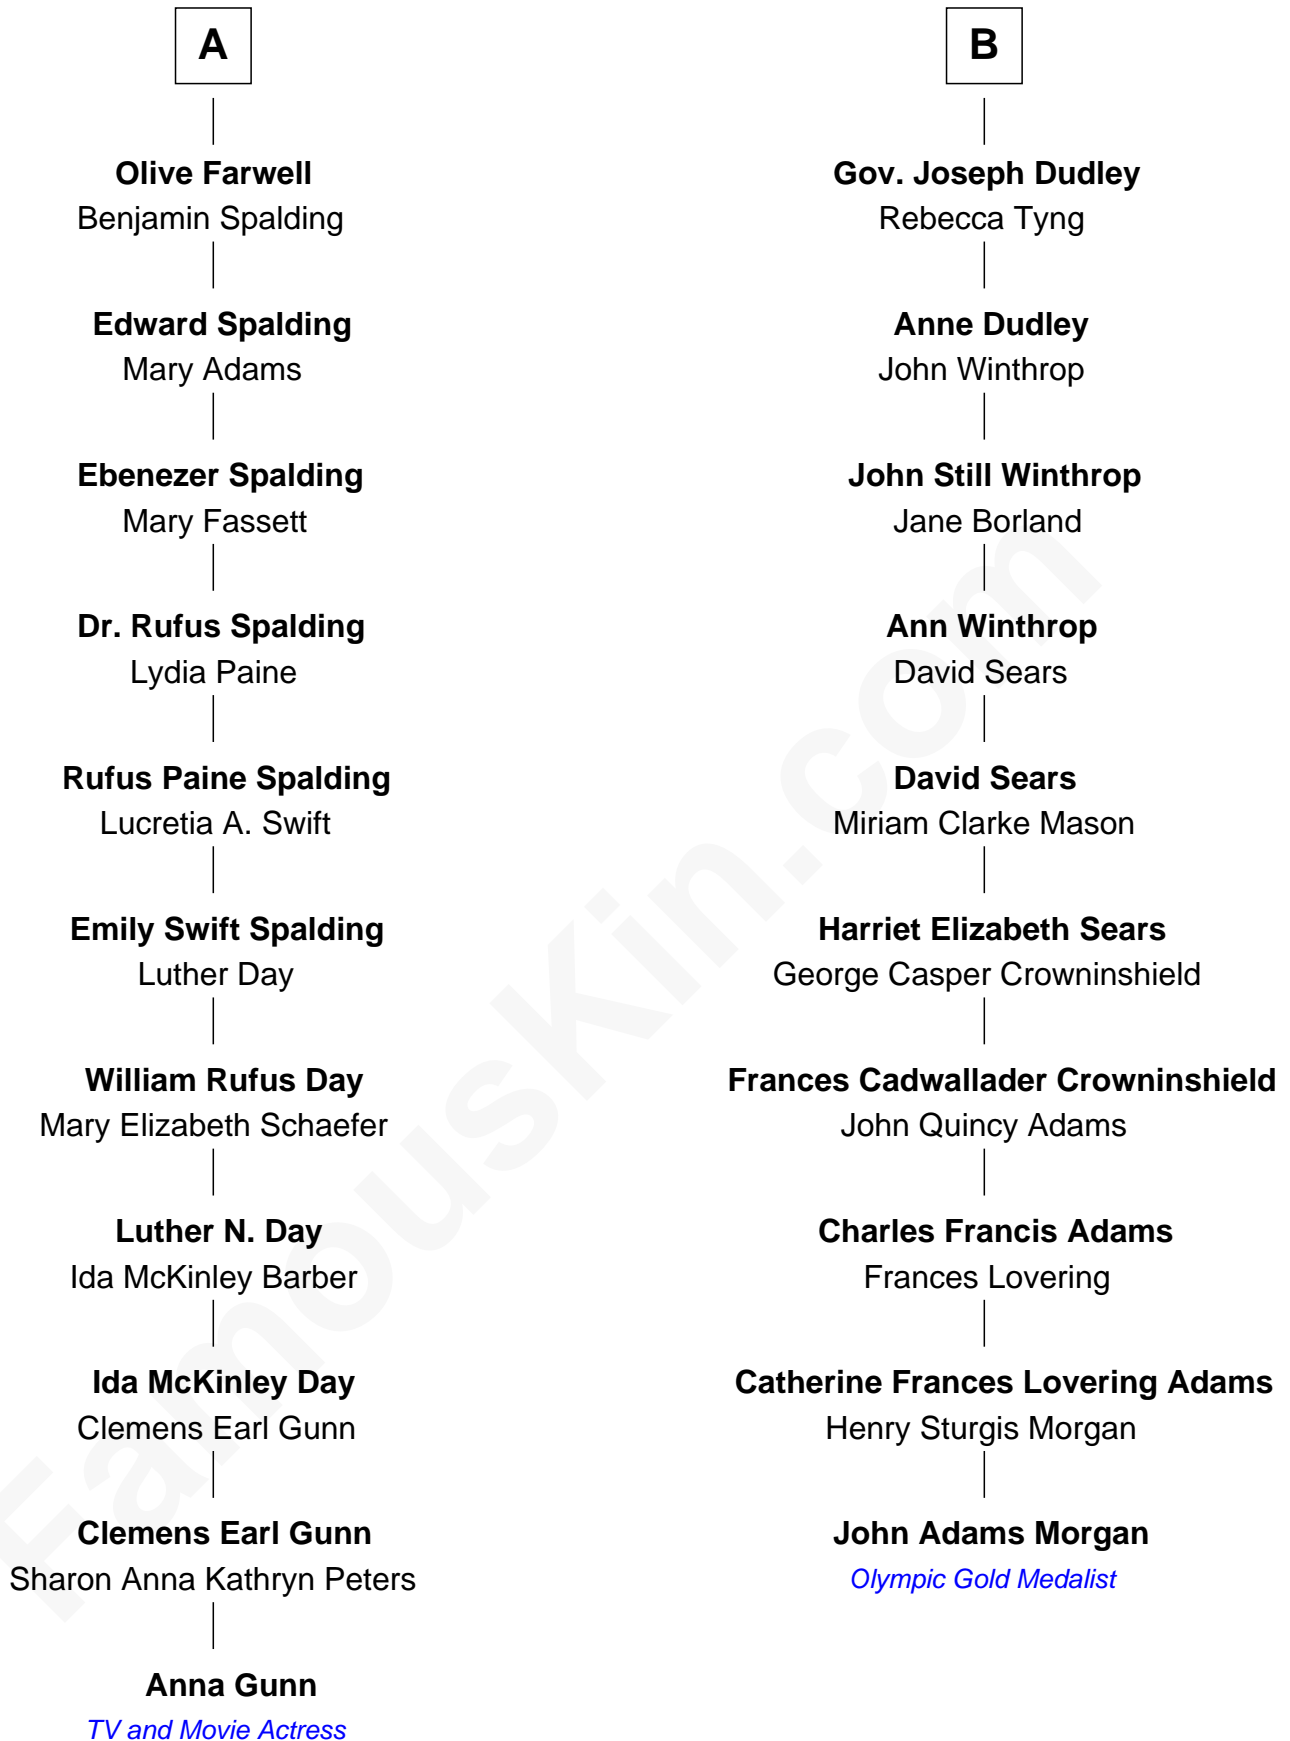 A
Olive Farwell
Benjamin Spalding
Edward Spalding
Mary Adams
Ebenezer Spalding
Mary Fassett
Dr. Rufus Spalding
Lydia Paine
Rufus Paine Spalding
Lucretia A. Swift
Emily Swift Spalding
Luther Day
William Rufus Day
Mary Elizabeth Schaefer
Luther N. Day
Ida McKinley Barber
Ida McKinley Day
Clemens Earl Gunn
Clemens Earl Gunn
Sharon Anna Kathryn Peters
Anna Gunn
TV and Movie Actress
B
Gov. Joseph Dudley
Rebecca Tyng
Anne Dudley
John Winthrop
John Still Winthrop
Jane Borland
Ann Winthrop
David Sears
David Sears
Miriam Clarke Mason
Harriet Elizabeth Sears
George Casper Crowninshield
Frances Cadwallader Crowninshield
John Quincy Adams
Charles Francis Adams
Frances Lovering
Catherine Frances Lovering Adams
Henry Sturgis Morgan
John Adams Morgan
Olympic Gold Medalist
FamousKin.com